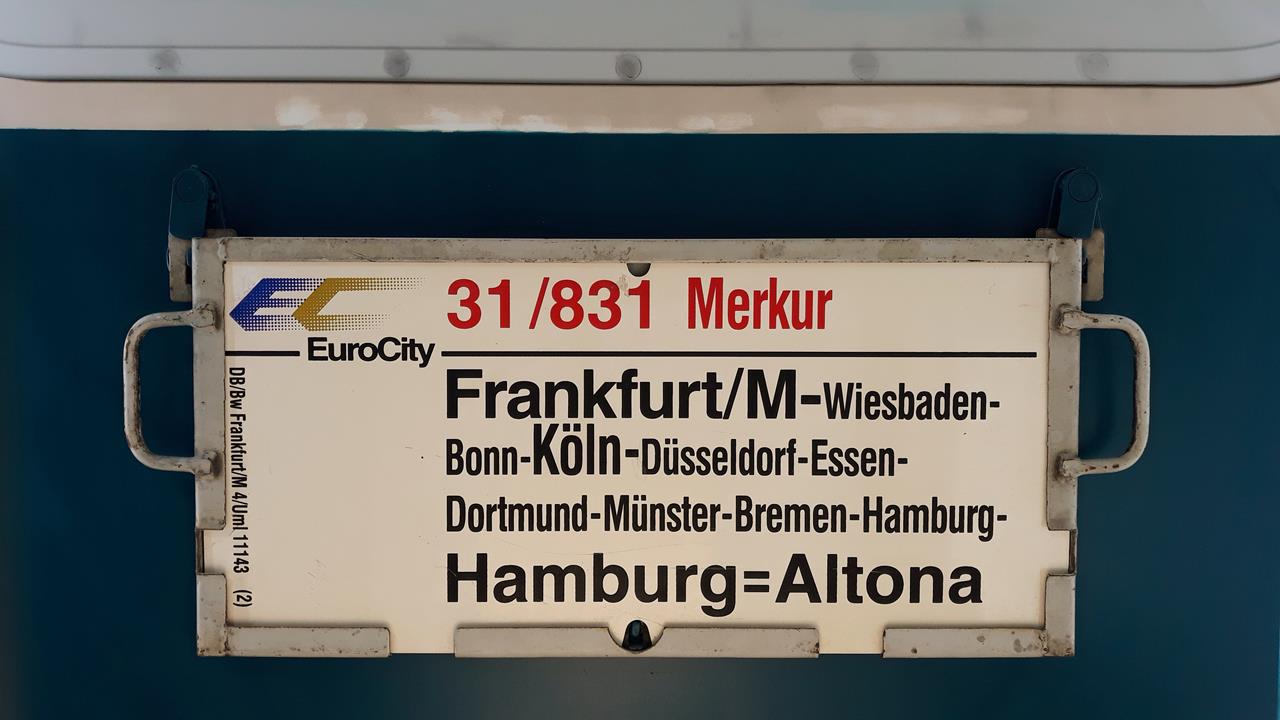 EC
31/831 Merkur
EuroCity
Frankfurt/M-Wiesbaden-
Bonn-Köln-Düsseldorf-Essen-
Dortmund-Münster-Bremen-Hamburg-
Hamburg=Altona
DB/Bw Frankfurt/M 4/Uml 11143 (2)